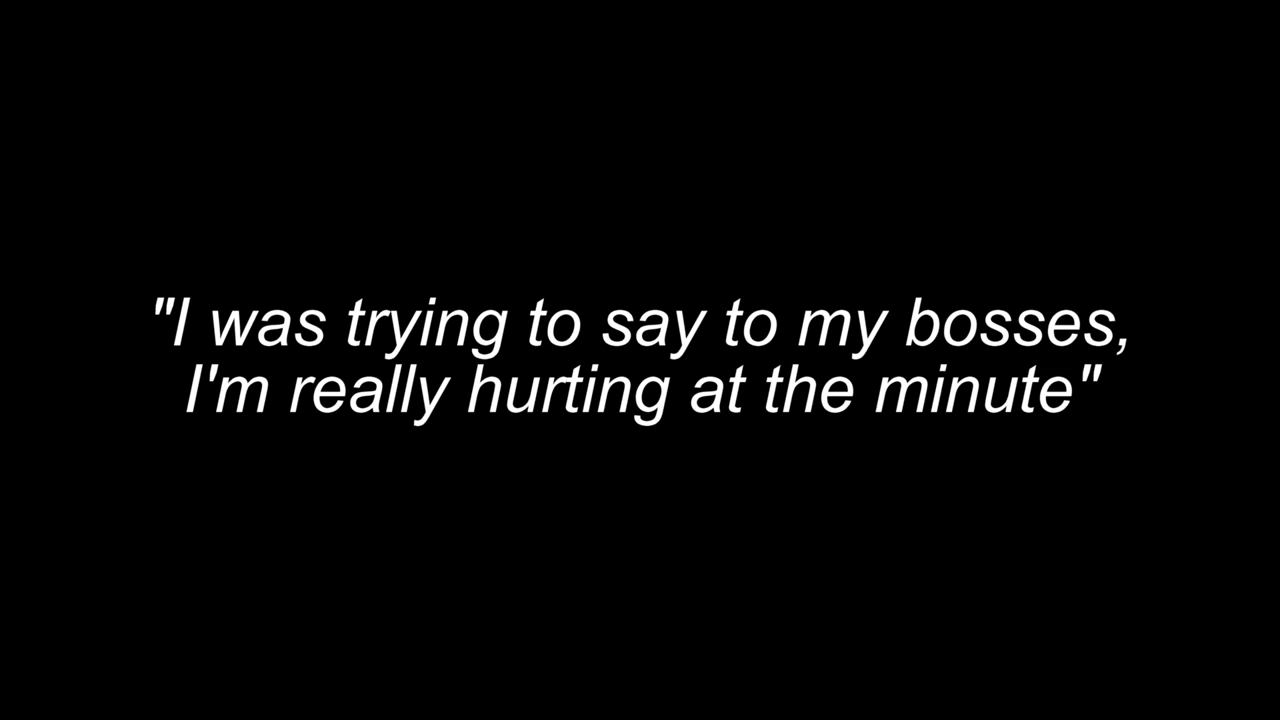 "I was trying to say to my bosses,
I'm really hurting at the minute"